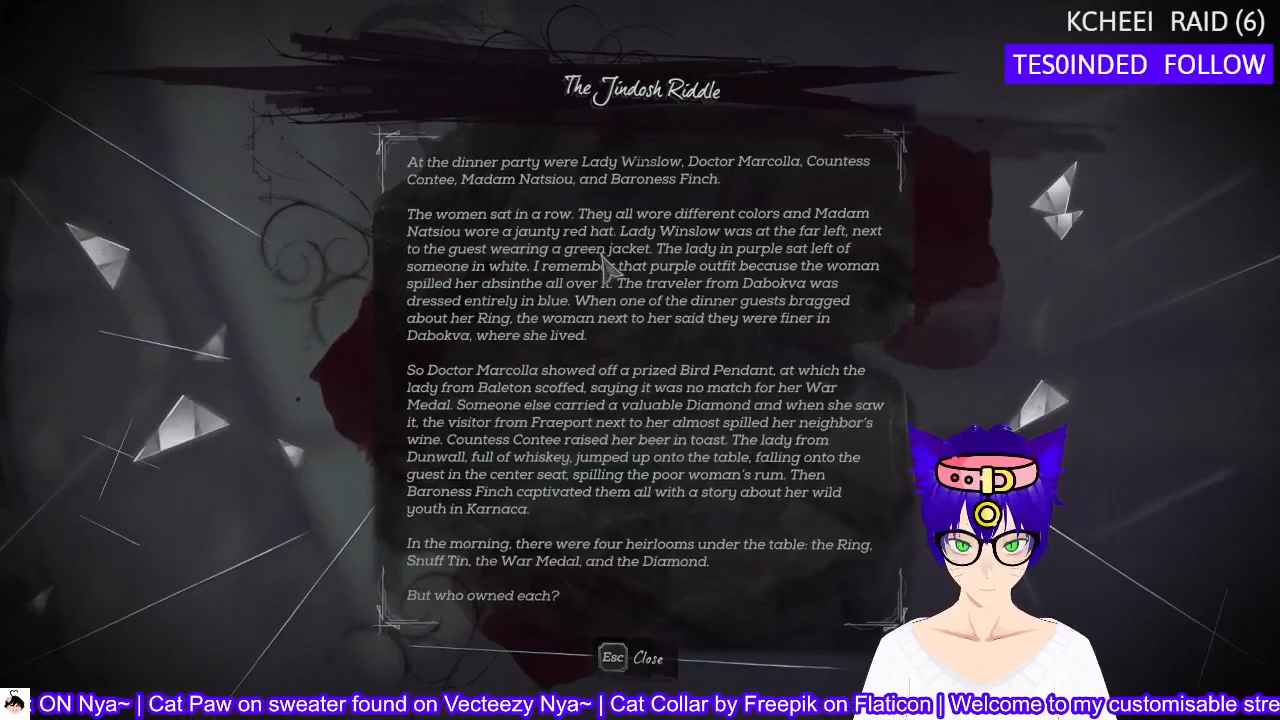 KCHEEI RAID (6)
TES0INDED FOLLOW
The Jindosh Riddle
At the dinner party were Lady Winslow, Doctor Marcolla, Countess
Contee, Madam Natsiou, and Baroness Finch.
The women sat in a row. They all wore different colors and Madam
Natsiou wore a jaunty red hat. Lady Winslow was at the far left, next
to the guest wearing a green jacket. The lady in purple sat left of
someone in white. I remember that purple outfit because the woman
spilled her absinthe all over it. The traveler from Dabokva was
dressed entirely in blue. When one of the dinner guests bragged
about her Ring, the woman next to her said they were finer in
Dabokva, where she lived.
So Doctor Marcolla showed off a prized Bird Pendant, at which the
lady from Baleton scoffed, saying it was no match for her War
Medal. Someone else carried a valuable Diamond and when she saw
it, the visitor from Fraeport next to her almost spilled her neighbor's
wine. Countess Contee raised her beer in toast. The lady from
Dunwall, full of whiskey, jumped up onto the table, falling onto the
guest in the center seat, spilling the poor woman's rum. Then
Baroness Finch captivated them all with a story about her wild
youth in Karnaca.
In the morning, there were four heirlooms under the table: the Ring,
Snuff Tin, the War Medal, and the Diamond.
But who owned each?
Esc Close
ON Nya~ | Cat Paw on sweater found on Vecteezy Nya~ | Cat Collar by Freepik on Flaticon | Welcome to my customisable stre